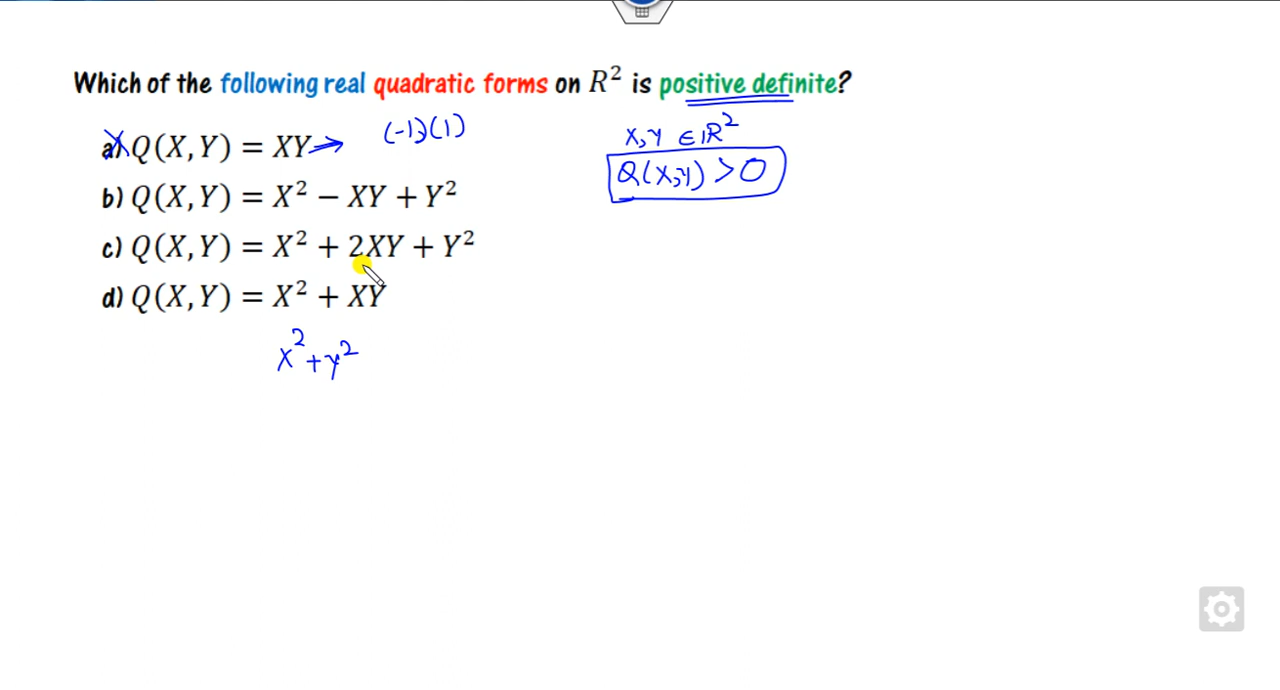 Which of the following real quadratic forms on R² is positive definite?
a) Q(X, Y) = XY → (-1)(1)
x,y ∈ ℝ²
Q(x,y) > 0
b) Q(X, Y) = X² − XY + Y²
c) Q(X, Y) = X² + 2XY + Y²
d) Q(X, Y) = X² + XY
x² + y²